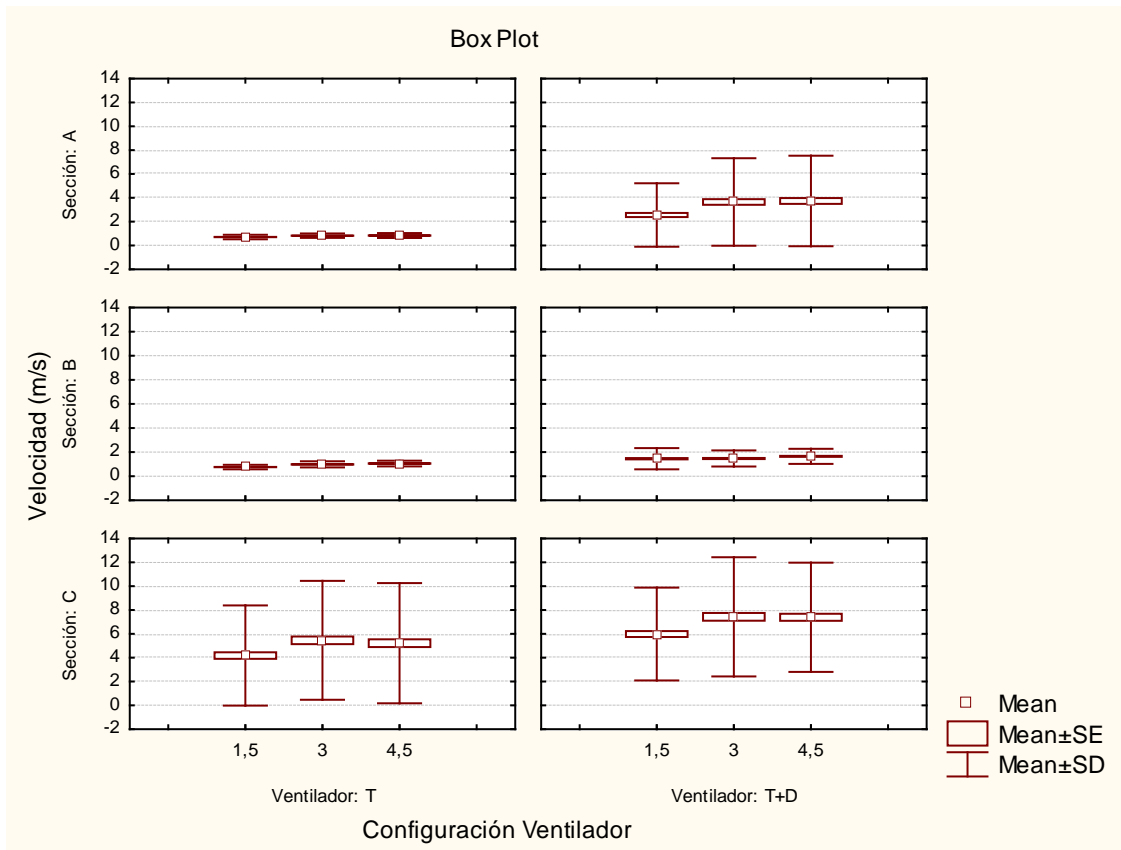 Box Plot
Velocidad (m/s)
Sección: A
14
12
10
8
6
4
2
0
-2
Sección: B
14
12
10
8
6
4
2
0
-2
Sección: C
14
12
10
8
6
4
2
0
-2
1,5 3 4,5
1,5 3 4,5
Ventilador: T
Ventilador: T+D
Configuración Ventilador
Mean
Mean±SE
Mean±SD